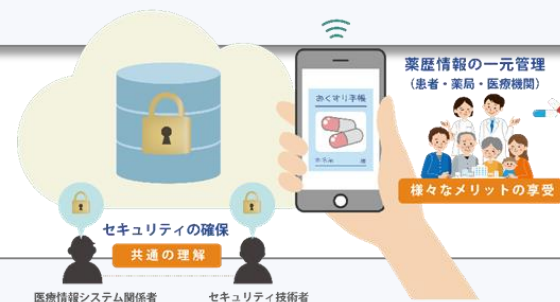 薬歴情報の一元管理
(患者・薬局・医療機関)
おくすり手帳
様々なメリットの享受
セキュリティの確保
共通の理解
医療情報システム関係者
セキュリティ技術者